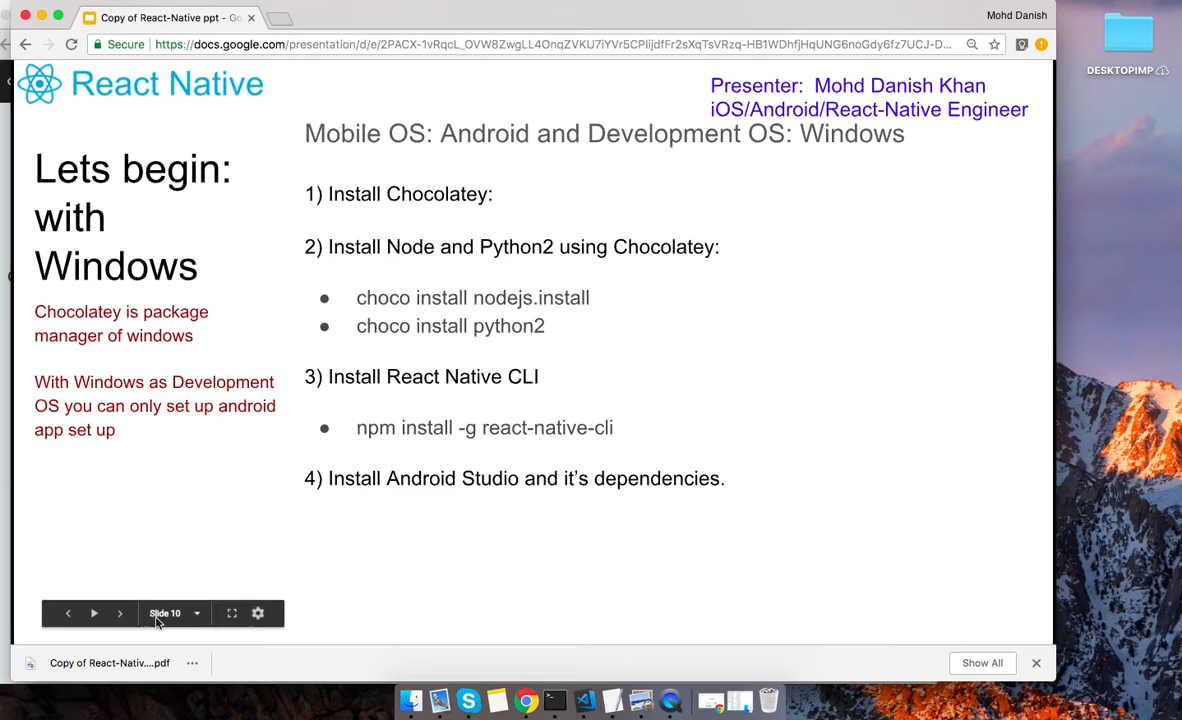 Copy of React-Native ppt - Go
Mohd Danish
Secure
https://docs.google.com/presentation/d/e/2PACX-1vRqcL_OVW8ZwgLL4OnqZVKU7iYVr5CPIijdfFr2sXqTsVRzq-HB1WDhfjHqUNG6noGdy6fz7UCJ-D...
DESKTOPIMP
React Native
Presenter: Mohd Danish Khan
iOS/Android/React-Native Engineer
Mobile OS: Android and Development OS: Windows
Lets begin:
with
Windows
Chocolatey is package
manager of windows
With Windows as Development
OS you can only set up android
app set up
1) Install Chocolatey:
2) Install Node and Python2 using Chocolatey:
● choco install nodejs.install
● choco install python2
3) Install React Native CLI
● npm install -g react-native-cli
4) Install Android Studio and it’s dependencies.
Slide 10
Copy of React-Nativ....pdf
Show All